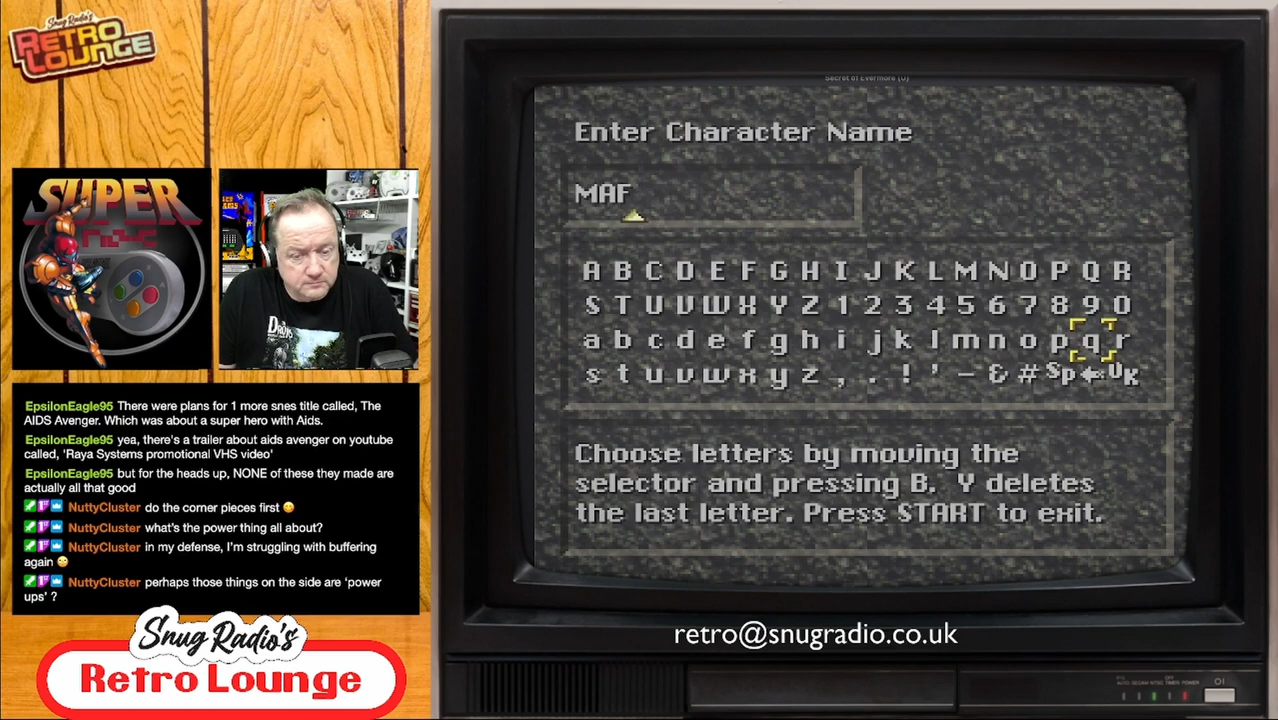 Snug Radio's
RETRO
LOUNGE
Secret of Evermore (U)
Enter Character Name
MAF
A B C D E F G H I J K L M N O P Q R
S T U V W X Y Z 1 2 3 4 5 6 7 8 9 0
a b c d e f g h i j k l m n o p q r
s t u v w x y z , . ! ' - & # Sp ← OK
Choose letters by moving the
selector and pressing B. Y deletes
the last letter. Press START to exit.
SUPER
EpsilonEagle95 There were plans for 1 more snes title called, The
AIDS Avenger. Which was about a super hero with Aids.
EpsilonEagle95 yea, there's a trailer about aids avenger on youtube
called, 'Raya Systems promotional VHS video'
EpsilonEagle95 but for the heads up, NONE of these they made are
actually all that good
NuttyCluster do the corner pieces first
NuttyCluster what's the power thing all about?
NuttyCluster in my defense, I'm struggling with buffering
again
NuttyCluster perhaps those things on the side are 'power
ups' ?
Snug Radio's
Retro Lounge
retro@snugradio.co.uk